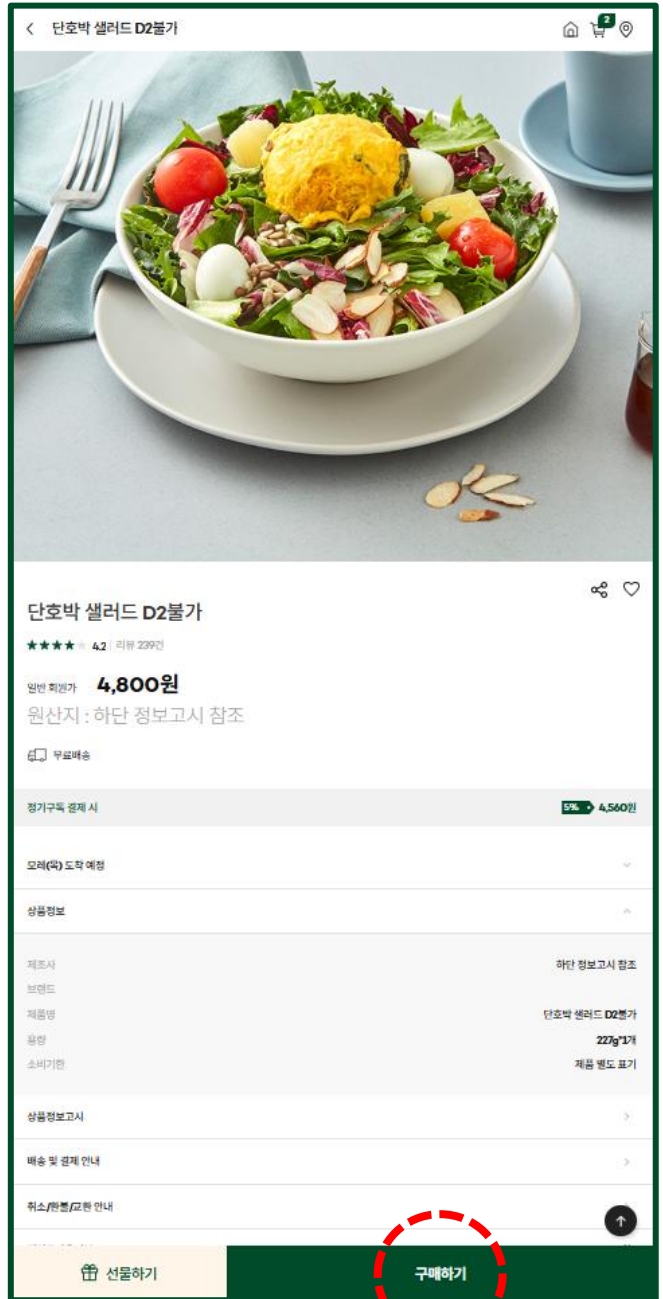 단호박 샐러드 D2불가
2
단호박 샐러드 D2불가
4.2 리뷰 239건
일반 회원가 4,800원
원산지 : 하단 정보고시 참조
무료배송
정기구독 결제 시 5% 4,560원
모레(목) 도착 예정
상품정보
제조사 하단 정보고시 참조
브랜드
제품명 단호박 샐러드 D2불가
용량 227g*1개
소비기한 제품 별도 표기
상품정보고시
배송 및 결제 안내
취소/환불/교환 안내
선물하기 구매하기